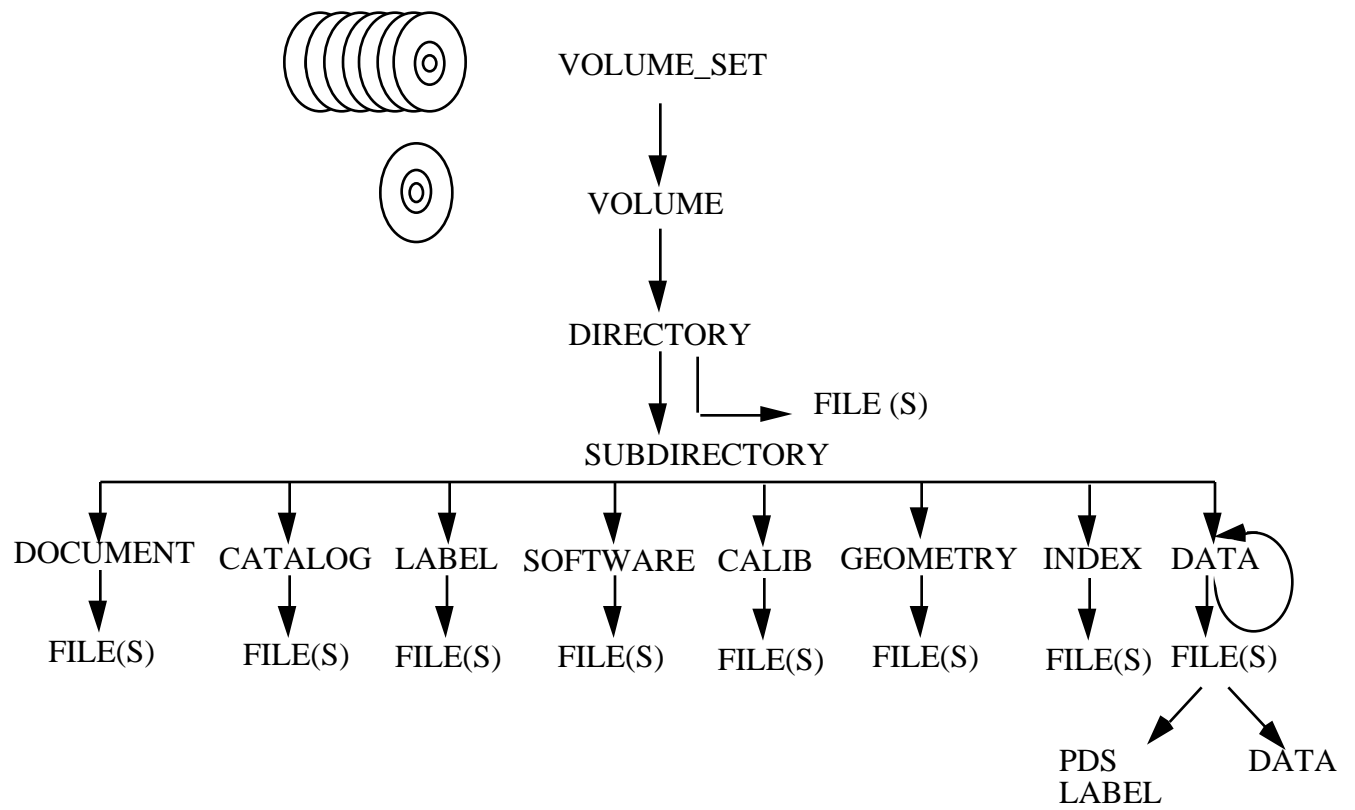 VOLUME_SET
VOLUME
DIRECTORY
FILE (S)
SUBDIRECTORY
DOCUMENT CATALOG LABEL SOFTWARE CALIB GEOMETRY INDEX DATA
FILE(S) FILE(S) FILE(S) FILE(S) FILE(S) FILE(S) FILE(S) FILE(S)
PDS LABEL DATA